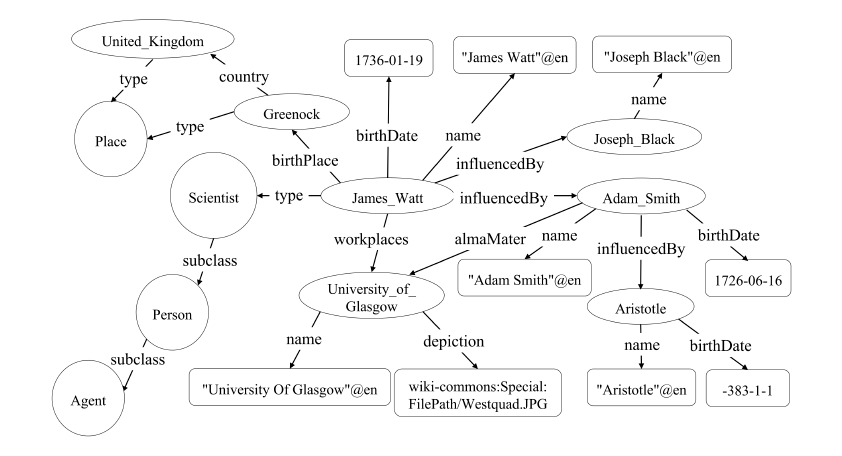 United_Kingdom
1736-01-19
"James Watt"@en
"Joseph Black"@en
type
country
Greenock
name
Place
type
birthDate
name
Joseph_Black
birthPlace
influencedBy
Scientist
type
James_Watt
influencedBy
Adam_Smith
workplaces
almaMater
name
birthDate
influencedBy
subclass
"Adam Smith"@en
1726-06-16
University_of_
Glasgow
Person
Aristotle
name
depiction
name
birthDate
subclass
Agent
"University Of Glasgow"@en
wiki-commons:Special:
FilePath/Westquad.JPG
"Aristotle"@en
-383-1-1